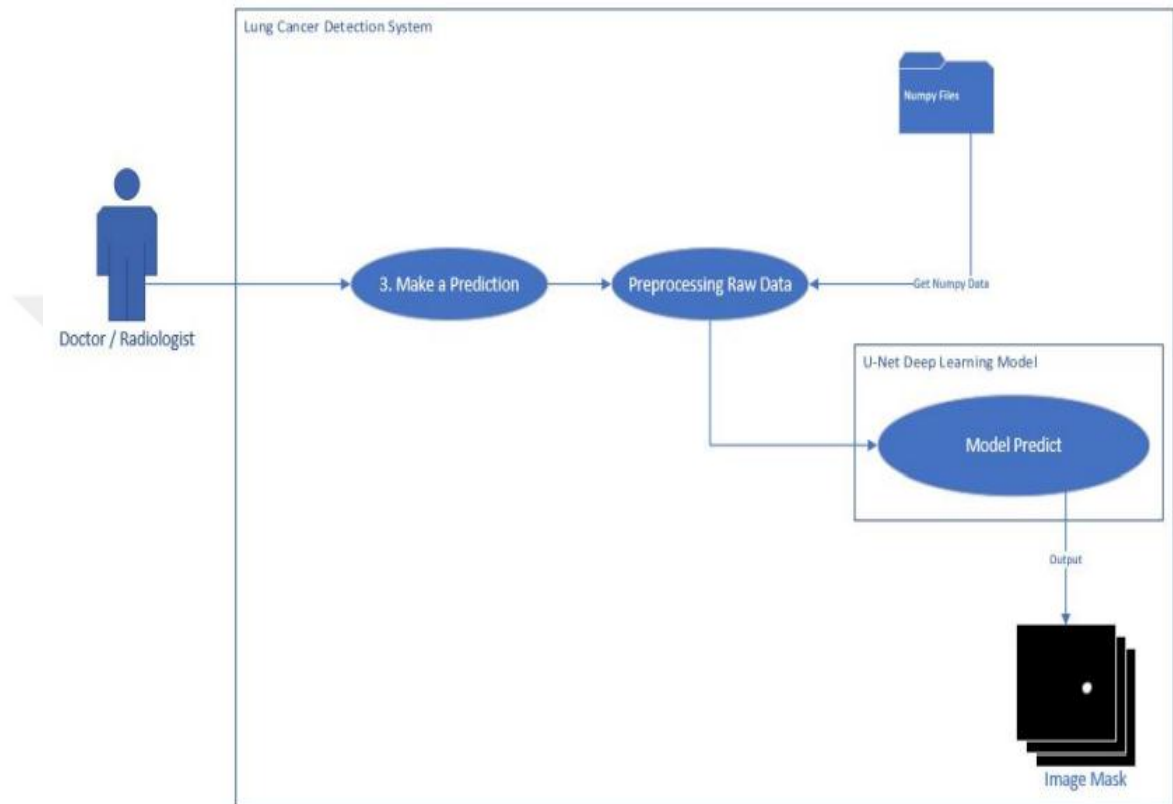 Lung Cancer Detection System
Numpy Files
Doctor / Radiologist
3. Make a Prediction
Preprocessing Raw Data
Get Numpy Data
U-Net Deep Learning Model
Model Predict
Output
Image Mask